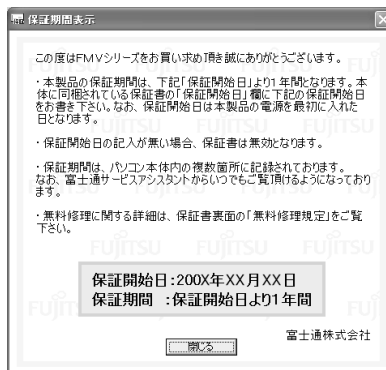 保証期間表示
この度はFMVシリーズをお買い求め頂き誠にありがとうございます。
・本製品の保証期間は、下記「保証開始日」より1年間となります。本
体に同梱されている保証書の「保証開始日」欄に下記の保証開始日
をお書き下さい。なお、保証開始日は本製品の電源を最初に入れた
日となります。
・保証開始日の記入が無い場合、保証書は無効となります。
・保証期間は、パソコン本体内の複数箇所に記録されております。
なお、富士通サービスアシスタントからいつでもご覧頂けるようになっており
ます。
・無料修理に関する詳細は、保証書裏面の「無料修理規定」をご覧
下さい。
保証開始日:200X年XX月XX日
保証期間 :保証開始日より1年間
富士通株式会社
閉じる